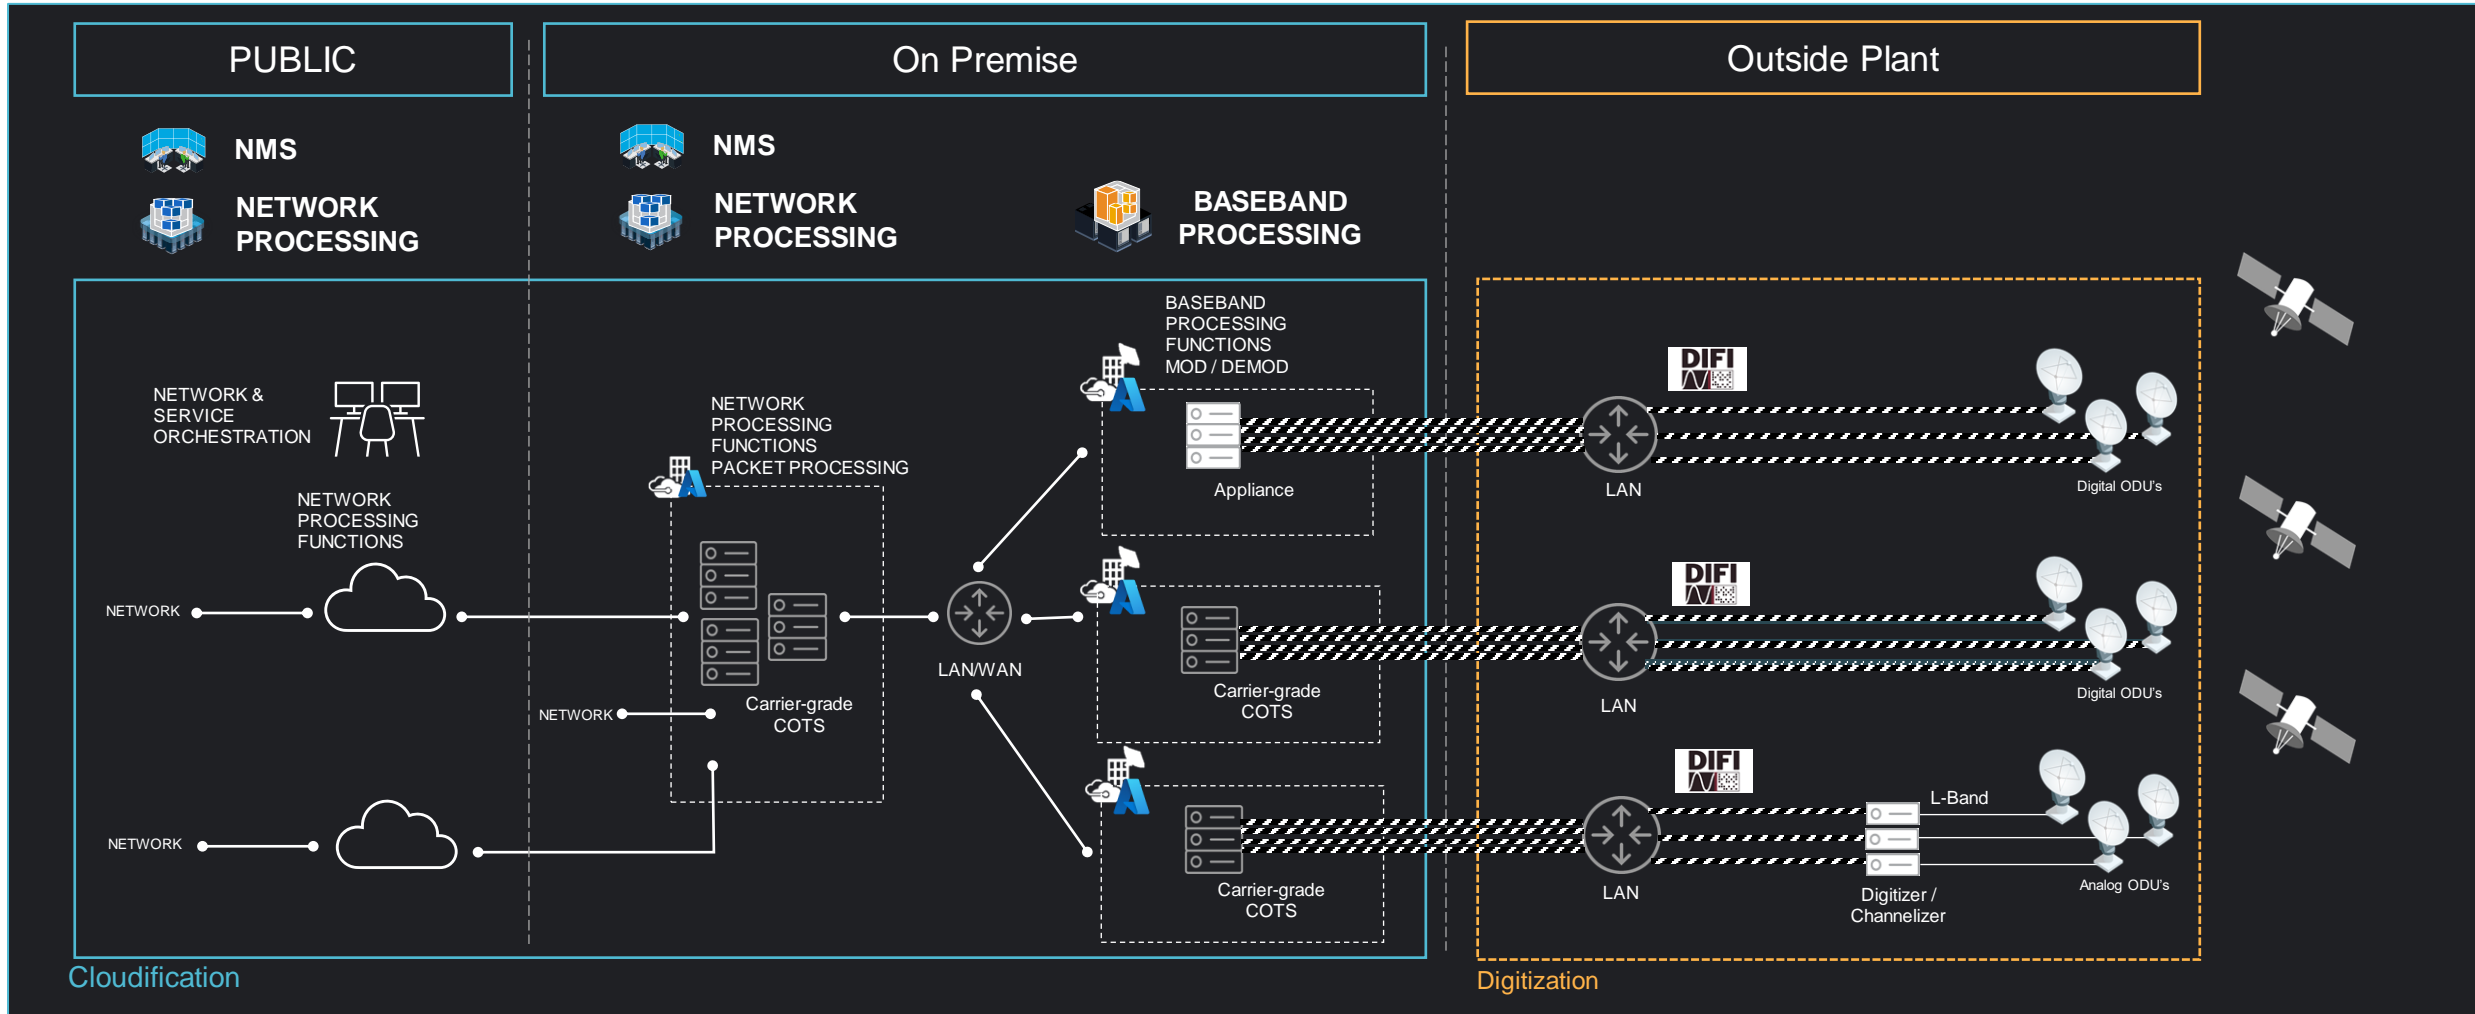 PUBLIC
On Premise
Outside Plant
NMS
NETWORK
PROCESSING
NMS
NETWORK
PROCESSING
BASEBAND
PROCESSING
NETWORK &
SERVICE
ORCHESTRATION
NETWORK
PROCESSING
FUNCTIONS
NETWORK
NETWORK
NETWORK
PROCESSING
FUNCTIONS
PACKET PROCESSING
NETWORK
Carrier-grade
COTS
LAN/WAN
BASEBAND
PROCESSING
FUNCTIONS
MOD / DEMOD
Appliance
Carrier-grade
COTS
Carrier-grade
COTS
DIFI
LAN
Digital ODU's
DIFI
LAN
Digital ODU's
DIFI
LAN
L-Band
Digitizer /
Channelizer
Analog ODU's
Cloudification
Digitization